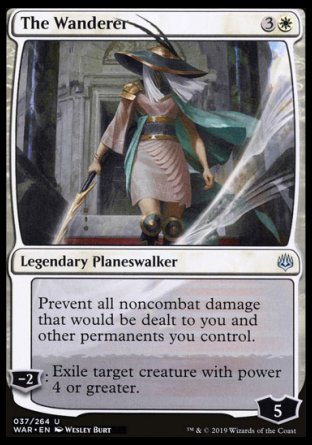 The Wanderer 3
Legendary Planeswalker
Prevent all noncombat damage
that would be dealt to you and
other permanents you control.
-2 : Exile target creature with power
4 or greater.
5
037/264 U
WAR • EN Wesley Burt
™ & © 2019 Wizards of the Coast